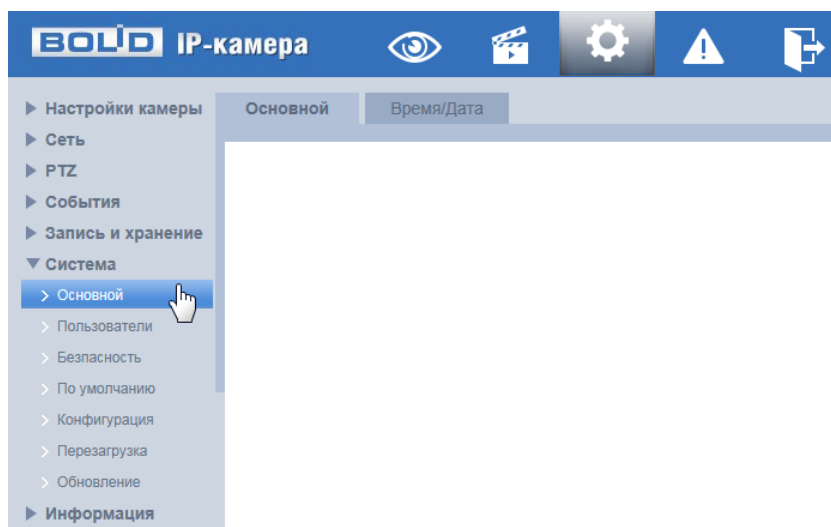 BOLID IP-камера
Настройки камеры
Сеть
PTZ
События
Запись и хранение
Система
Основной
Пользователи
Безпасность
По умолчанию
Конфигурация
Перезагрузка
Обновление
Информация
Основной Время/Дата